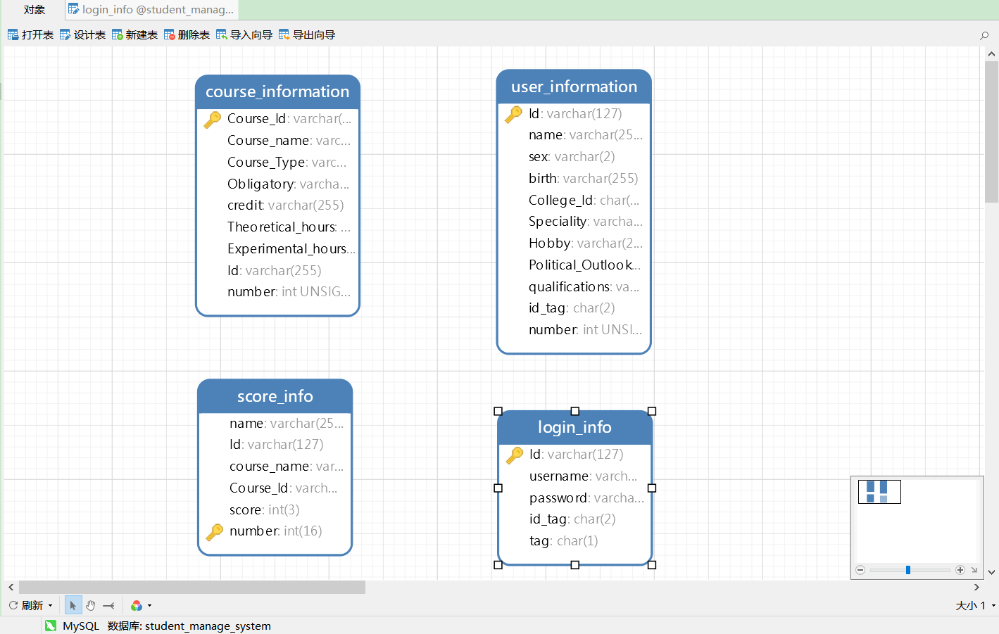 对象
login_info @student_manag...
打开表 设计表 新建表 删除表 导入向导 导出向导
course_information
Course_Id: varchar(...
Course_name: varc...
Course_Type: varc...
Obligatory: varcha...
credit: varchar(255)
Theoretical_hours: ...
Experimental_hours...
Id: varchar(255)
number: int UNSIG...
user_information
Id: varchar(127)
name: varchar(25...
sex: varchar(2)
birth: varchar(255)
College_Id: char(...
Speciality: varcha...
Hobby: varchar(2...
Political_Outlook...
qualifications: va...
id_tag: char(2)
number: int UNSI...
score_info
name: varchar(25...
Id: varchar(127)
course_name: var...
Course_Id: varch...
score: int(3)
number: int(16)
login_info
Id: varchar(127)
username: varch...
password: varcha...
id_tag: char(2)
tag: char(1)
刷新
大小 1
MySQL 数据库: student_manage_system